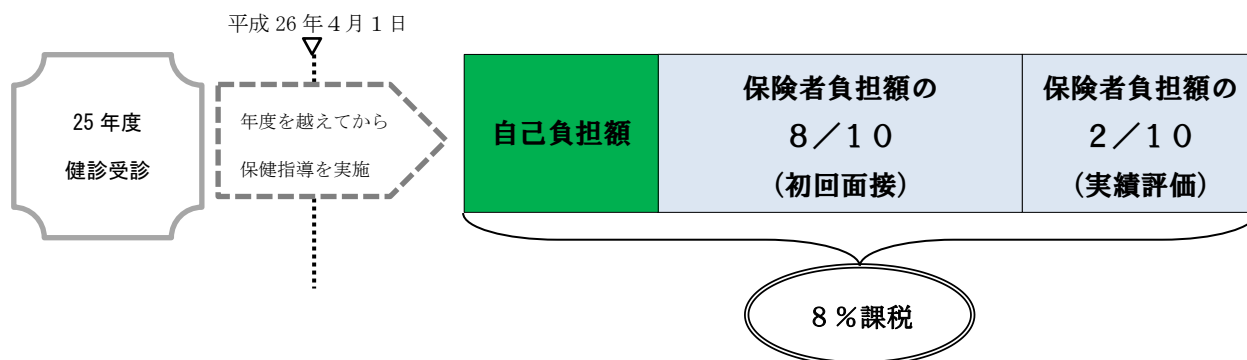 平成 26 年４月１日
25 年度
健診受診
年度を越えてから
保健指導を実施
自己負担額
保険者負担額の
８／１０
（初回面接）
保険者負担額の
２／１０
（実績評価）
８％課税